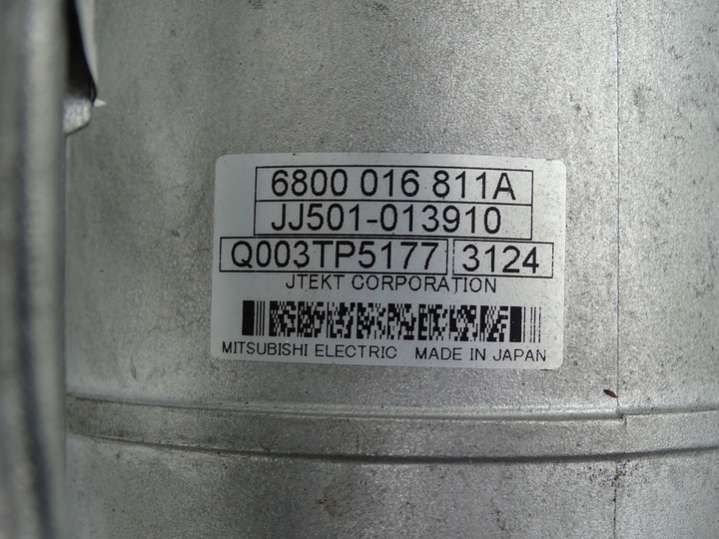 6800 016 811A
JJ501-013910
Q003TP5177 3124
JTEKT CORPORATION
MITSUBISHI ELECTRIC MADE IN JAPAN